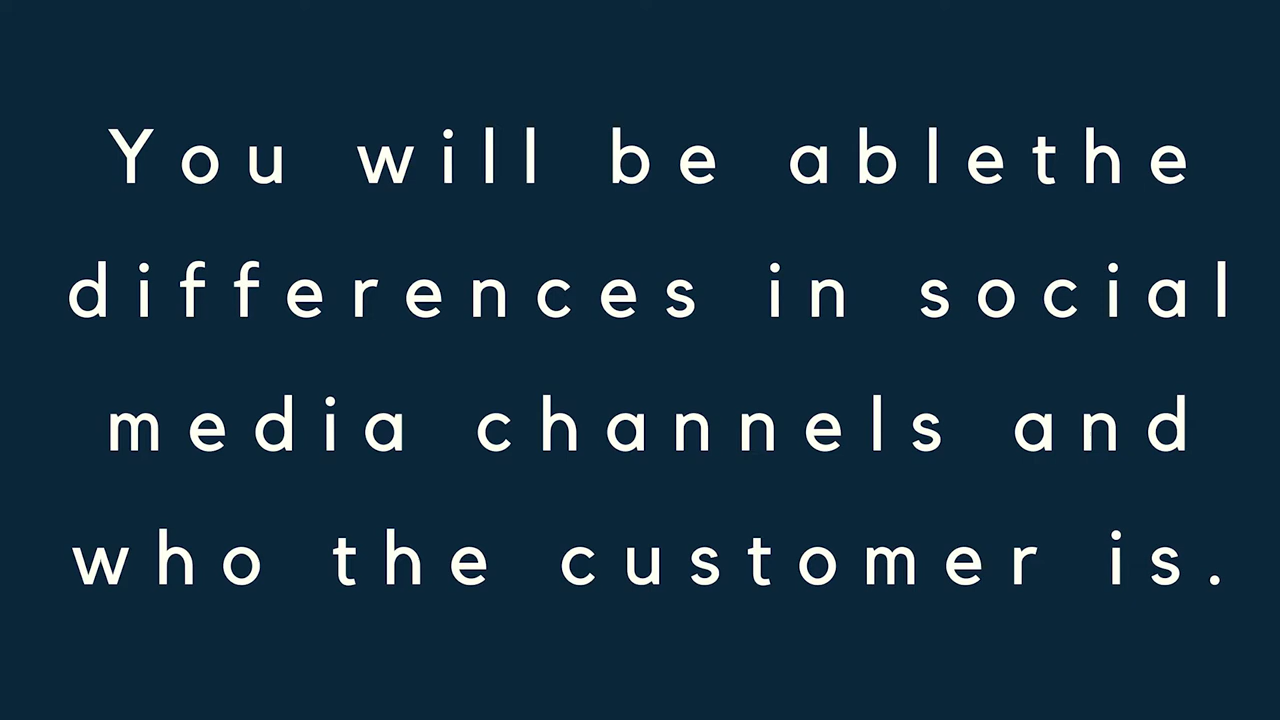 You will be ablethe
differences in social
media channels and
who the customer is.